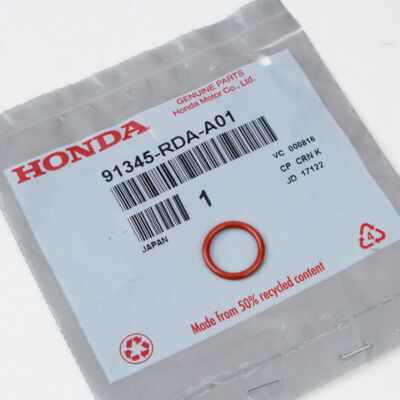 GENUINE PARTS
Honda Motor Co., Ltd.
HONDA
91345-RDA-A01
VC 000816
CP CRN K
JD 17122
1
JAPAN
4
Made from 50% recycled content